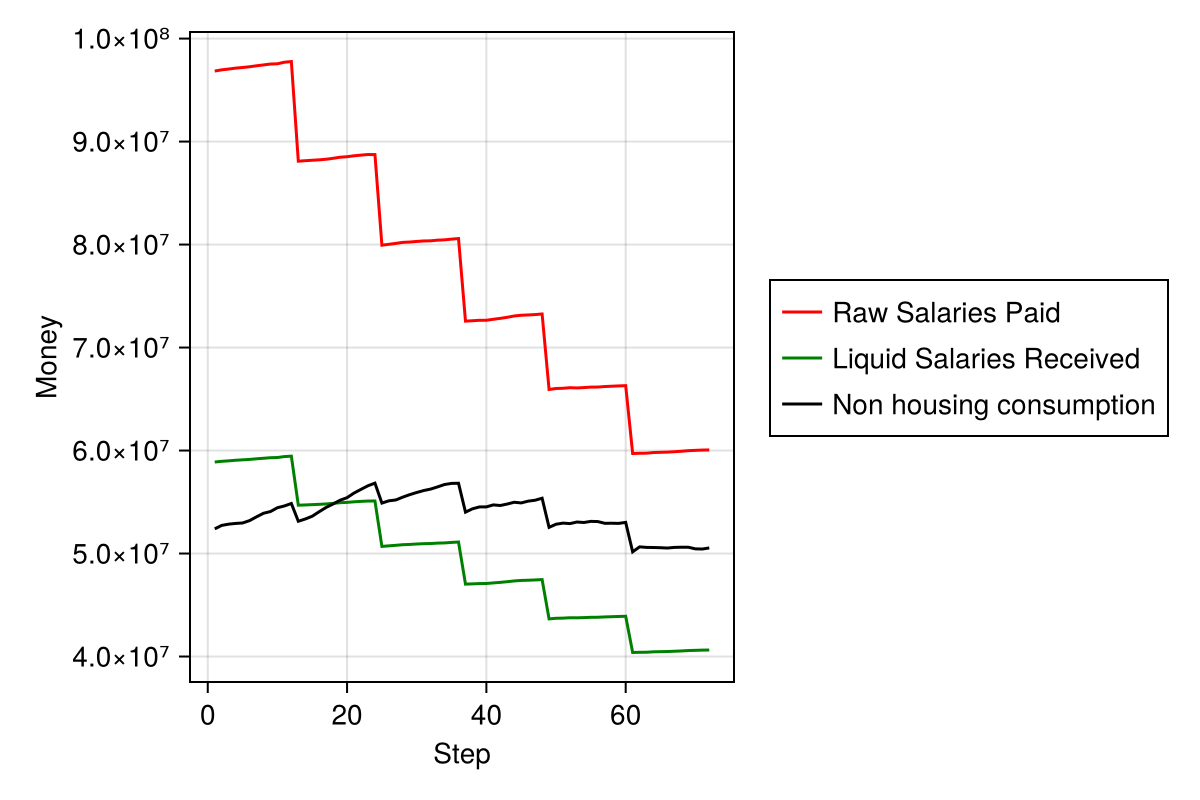 1.0×10⁸
9.0×10⁷
8.0×10⁷
7.0×10⁷
6.0×10⁷
5.0×10⁷
4.0×10⁷
Money
0 20 40 60
Step
Raw Salaries Paid
Liquid Salaries Received
Non housing consumption